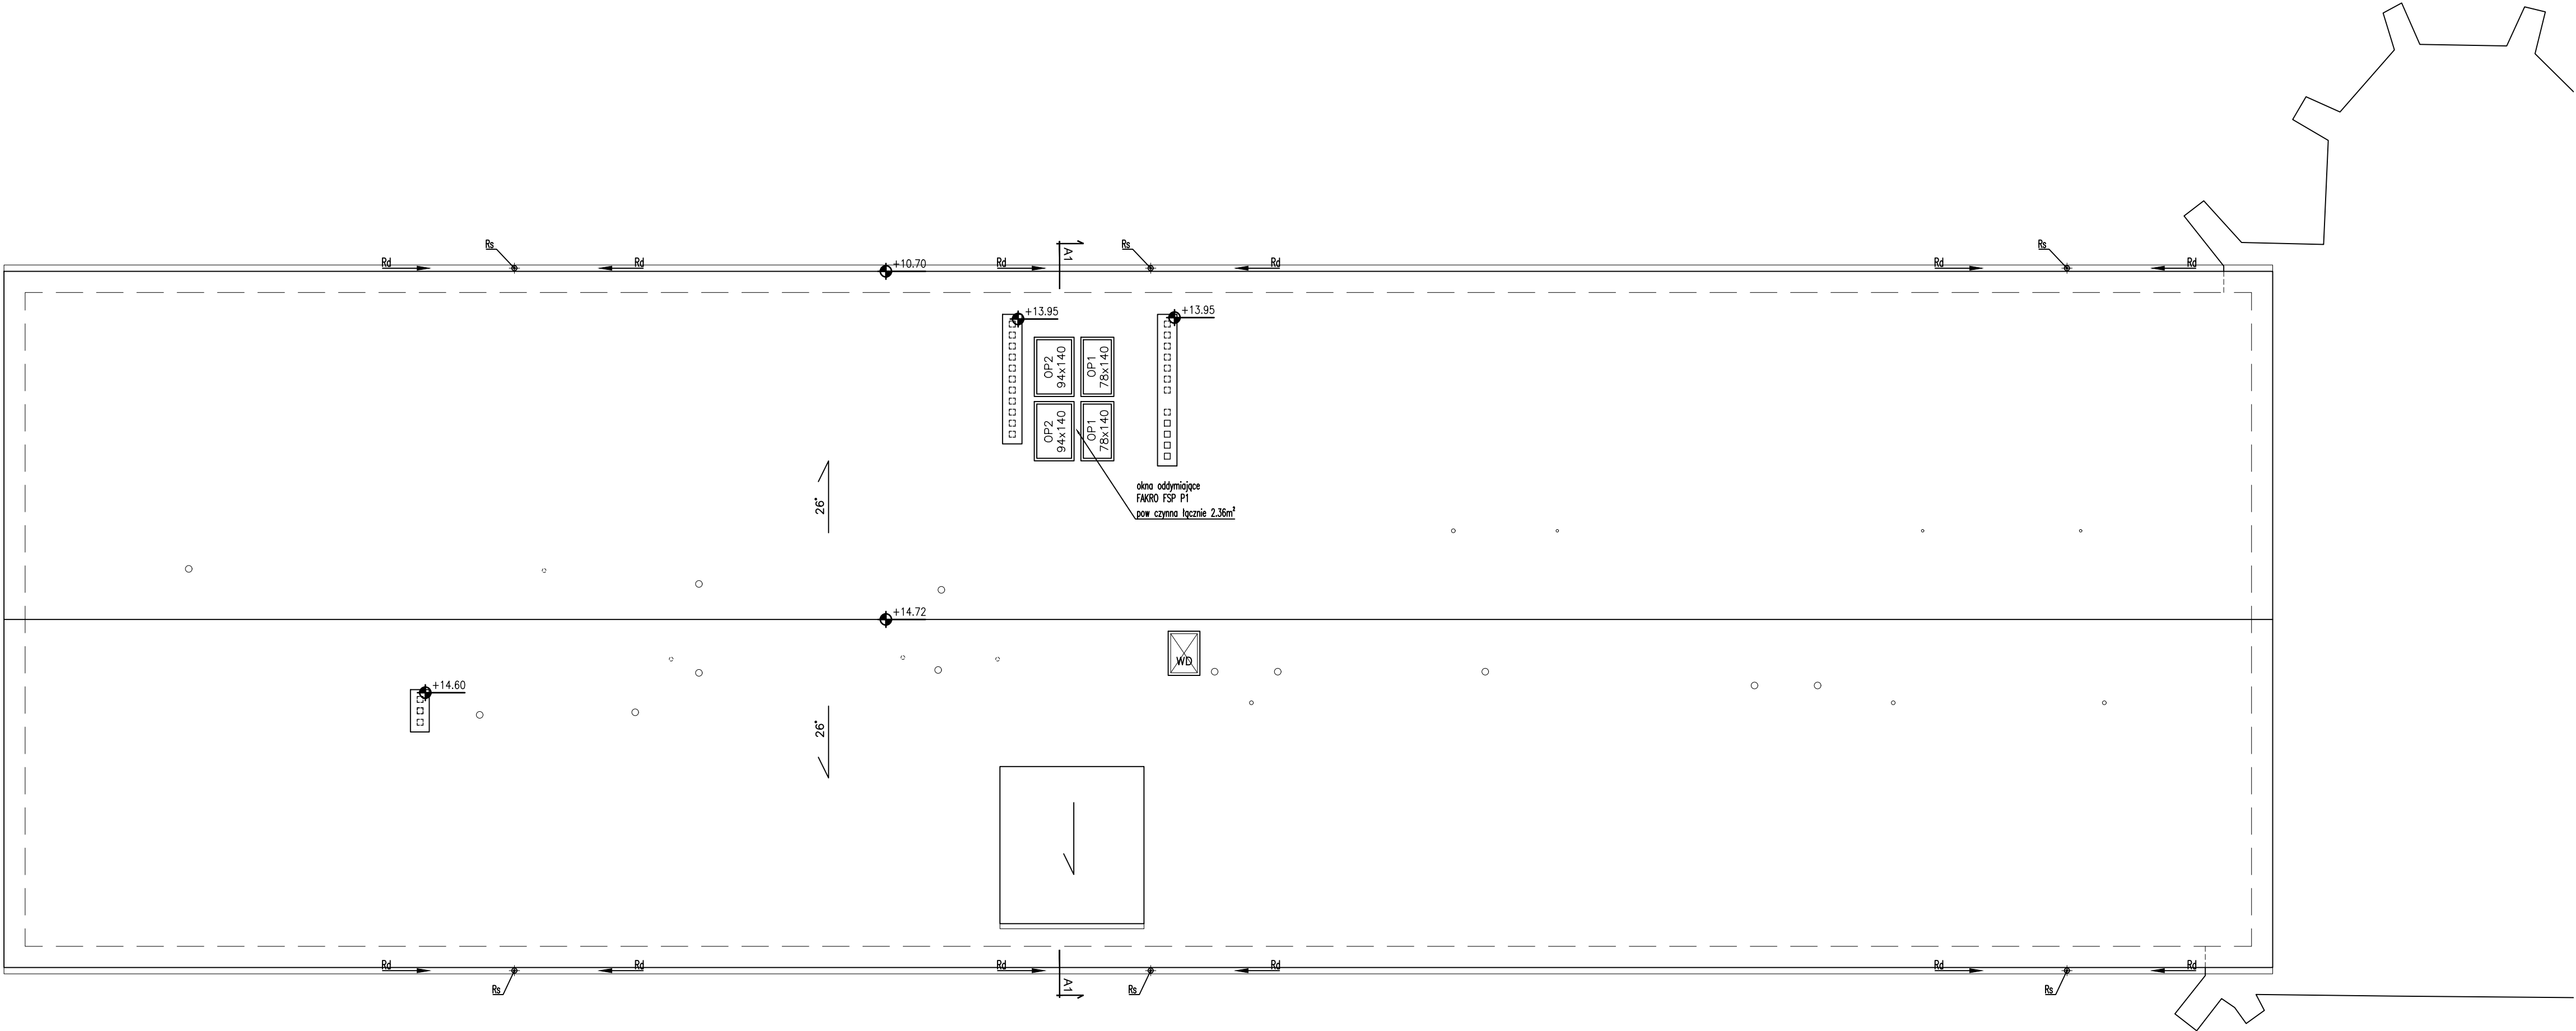 Rs
Rs
Rs
A1
Rd
Rd
+10.70
Rd
Rd
Rd
Rd
+13.95
+13.95
OP2
94x140
OP1
78x140
OP2
94x140
OP1
78x140
26°
okna oddymiające
FAKRO FSP P1
pow czynna łącznie 2.36m²
+14.72
WD
+14.60
26°
Rd
Rd
Rd
Rd
Rd
Rd
A1
Rs
Rs
Rs